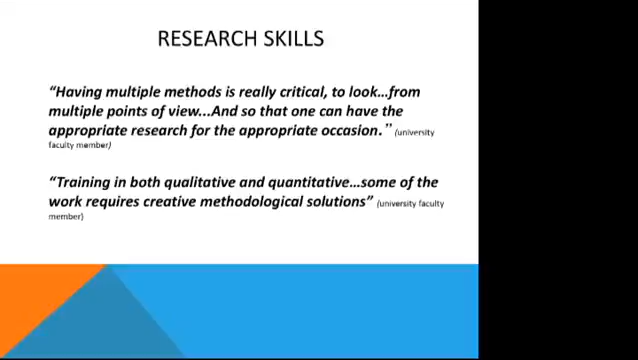 RESEARCH SKILLS
“Having multiple methods is really critical, to look…from
multiple points of view...And so that one can have the
appropriate research for the appropriate occasion.” (university
faculty member)
“Training in both qualitative and quantitative…some of the
work requires creative methodological solutions” (university faculty
member)